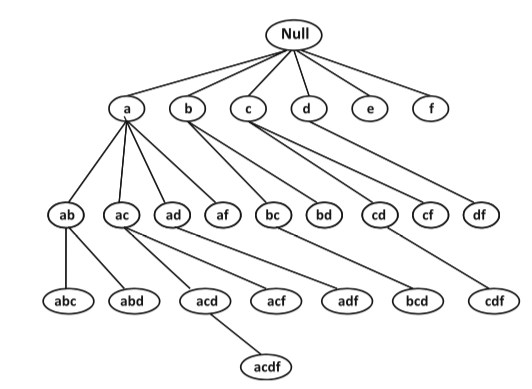 Null
a b c d e f
ab ac ad af bc bd cd cf df
abc abd acd acf adf bcd cdf
acdf